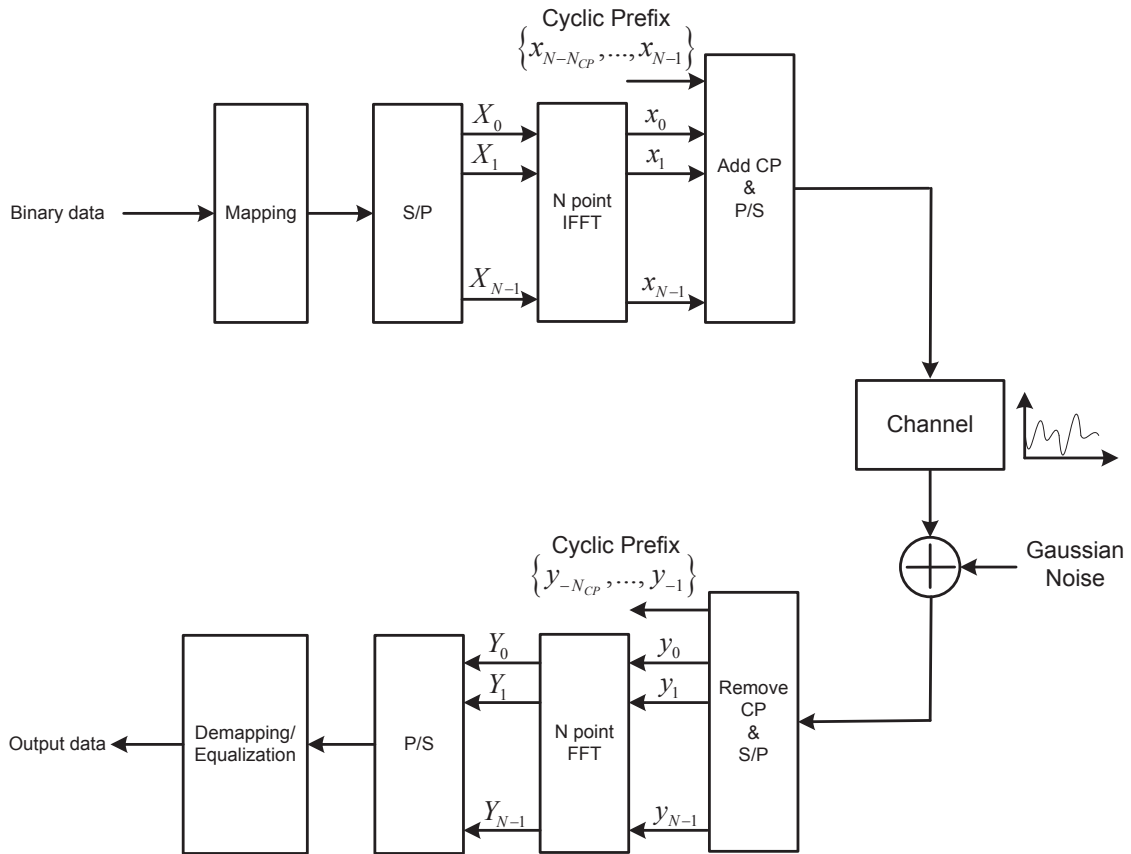 Cyclic Prefix
{x_{N−N_{CP}},..., x_{N−1}}
Binary data
Mapping
S/P
X_0
X_1
X_{N−1}
N point
IFFT
x_0
x_1
x_{N−1}
Add CP
&
P/S
Channel
Gaussian
Noise
Cyclic Prefix
{y_{−N_{CP}},..., y_{−1}}
Remove
CP
&
S/P
y_0
y_1
y_{N−1}
N point
FFT
Y_0
Y_1
Y_{N−1}
P/S
Demapping/
Equalization
Output data